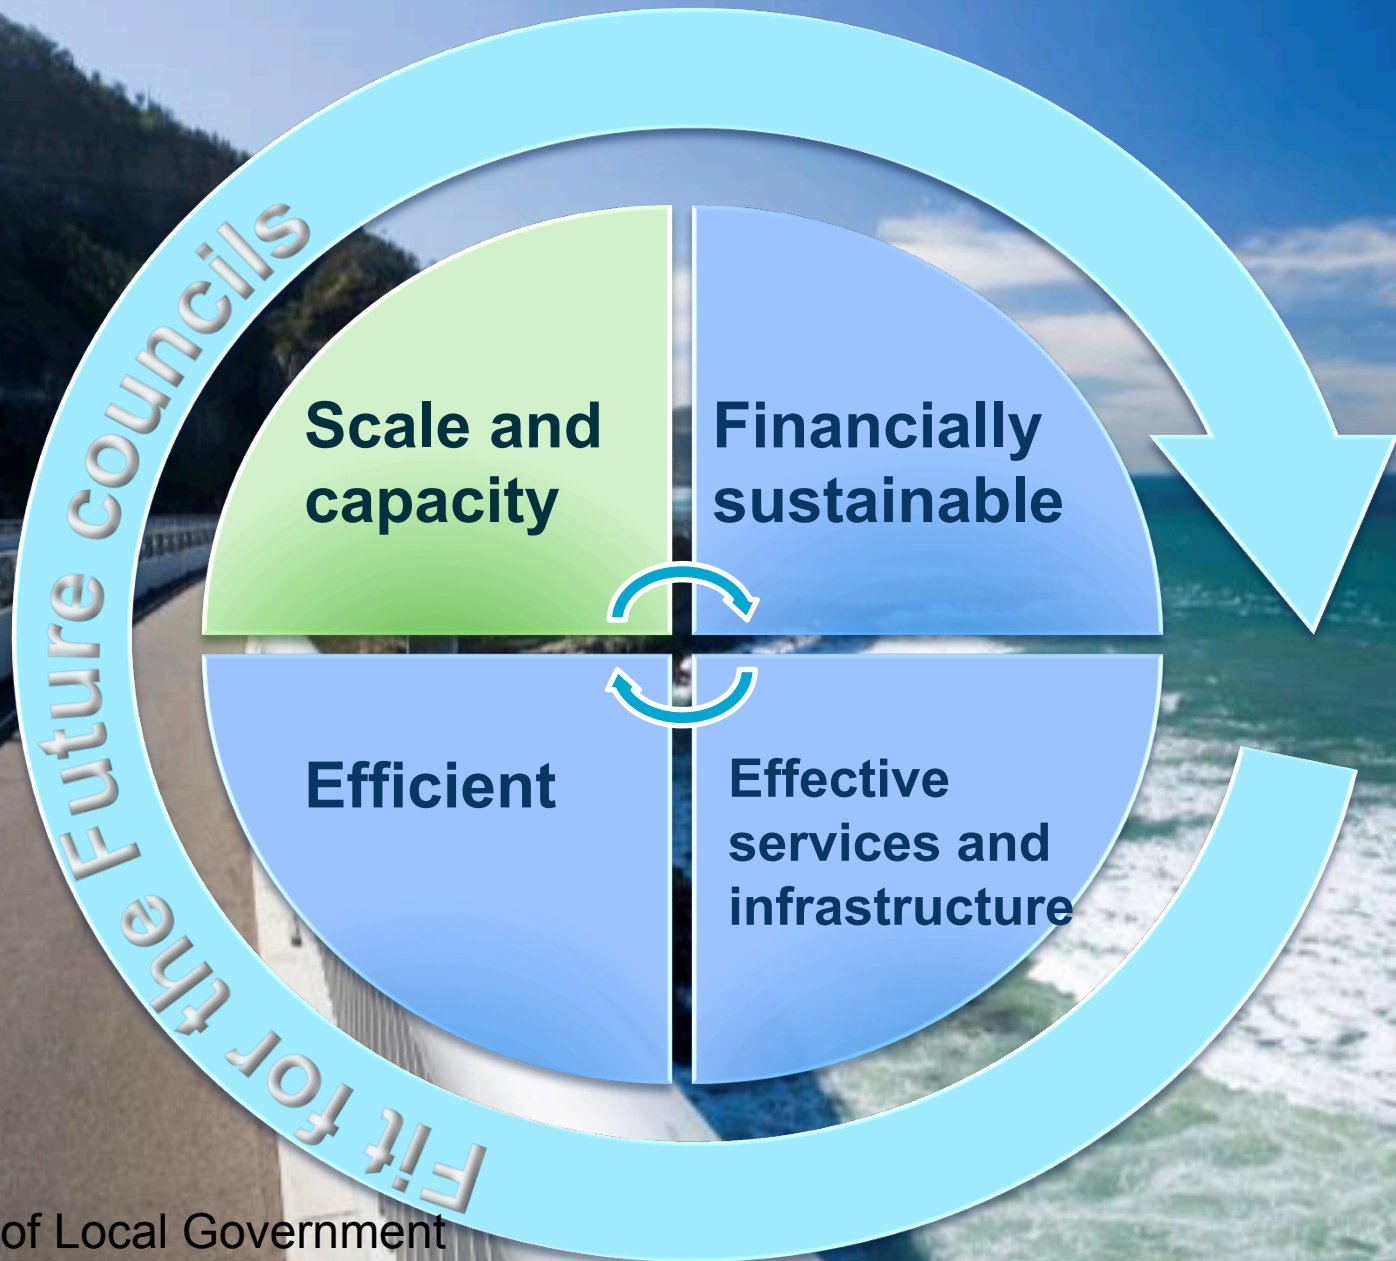 Fit for the Future councils
Scale and
capacity
Financially
sustainable
Efficient
Effective
services and
infrastructure
of Local Government